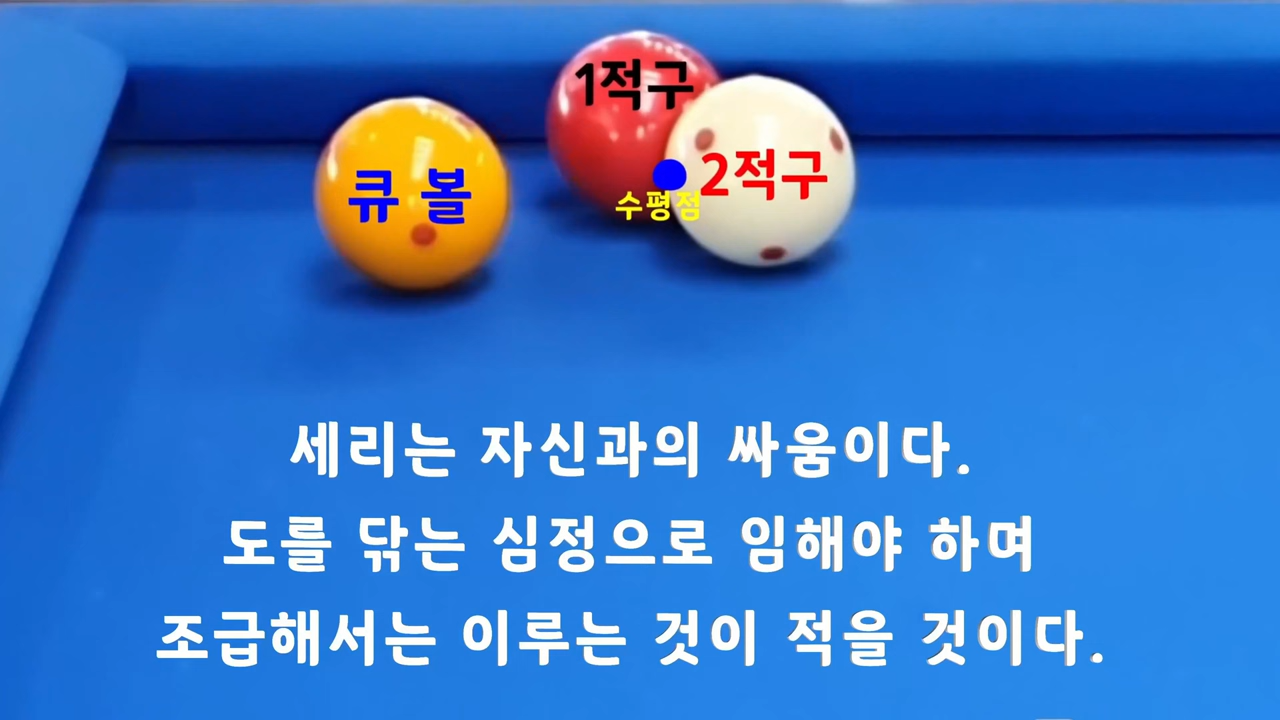 1적구
큐 볼
2적구
수평점
세리는 자신과의 싸움이다.
도를 닦는 심정으로 임해야 하며
조급해서는 이루는 것이 적을 것이다.